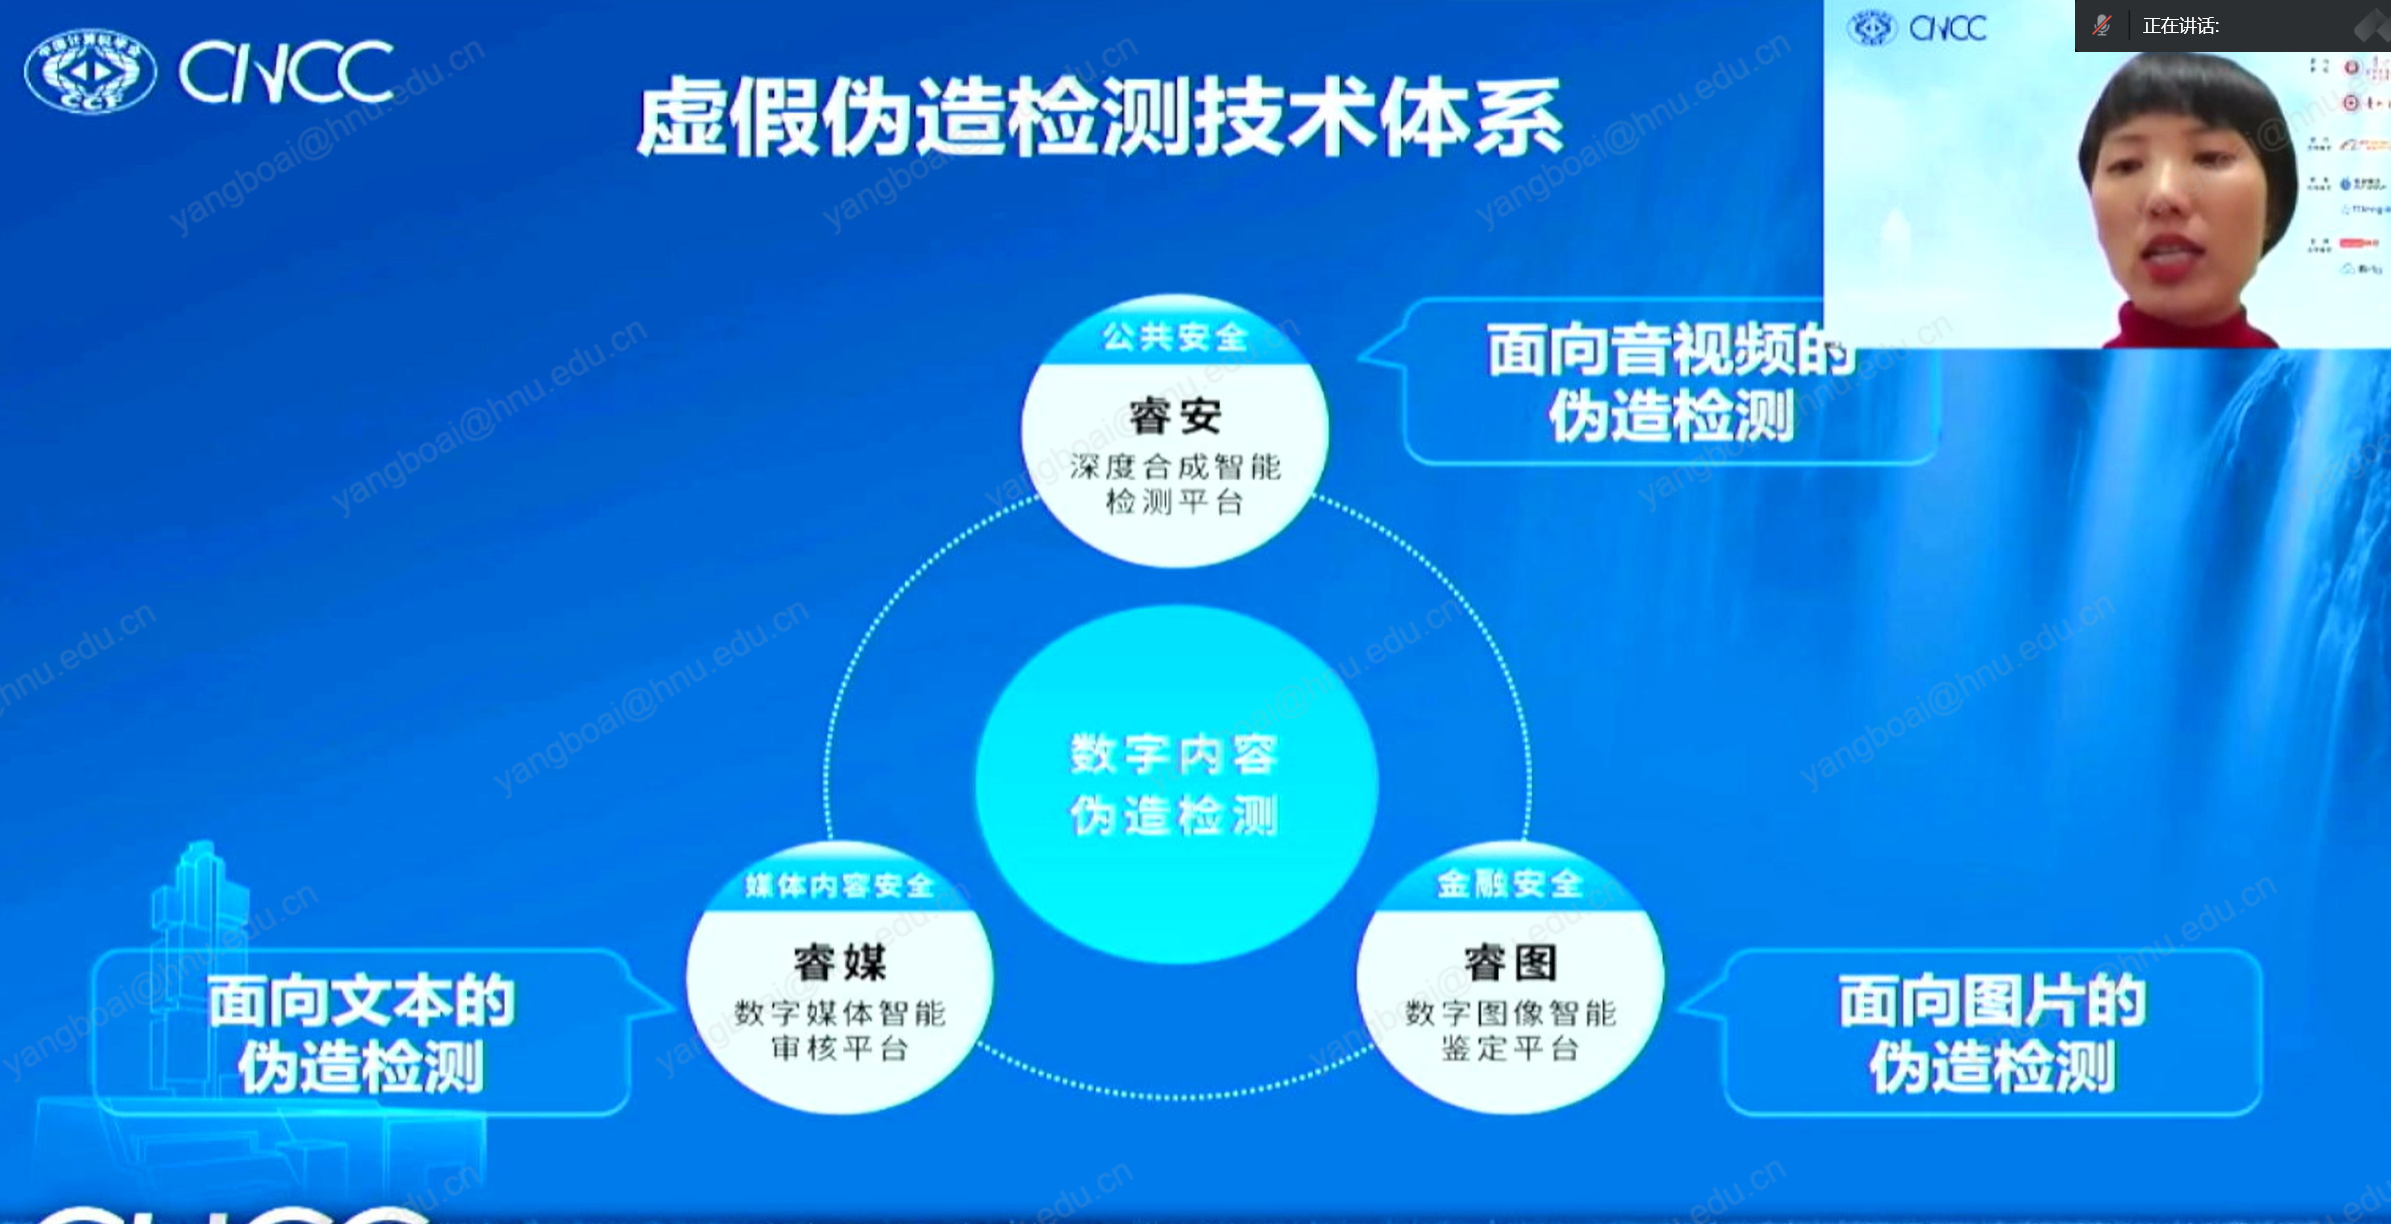 中国计算机学会
CCF
CNCC
虚假伪造检测技术体系
CNCC
正在讲话:
公共安全
睿安
深度合成智能
检测平台
面向音视频的
伪造检测
数字内容
伪造检测
媒体内容安全
睿媒
数字媒体智能
审核平台
面向文本的
伪造检测
金融安全
睿图
数字图像智能
鉴定平台
面向图片的
伪造检测
yangboai@hnu.edu.cn